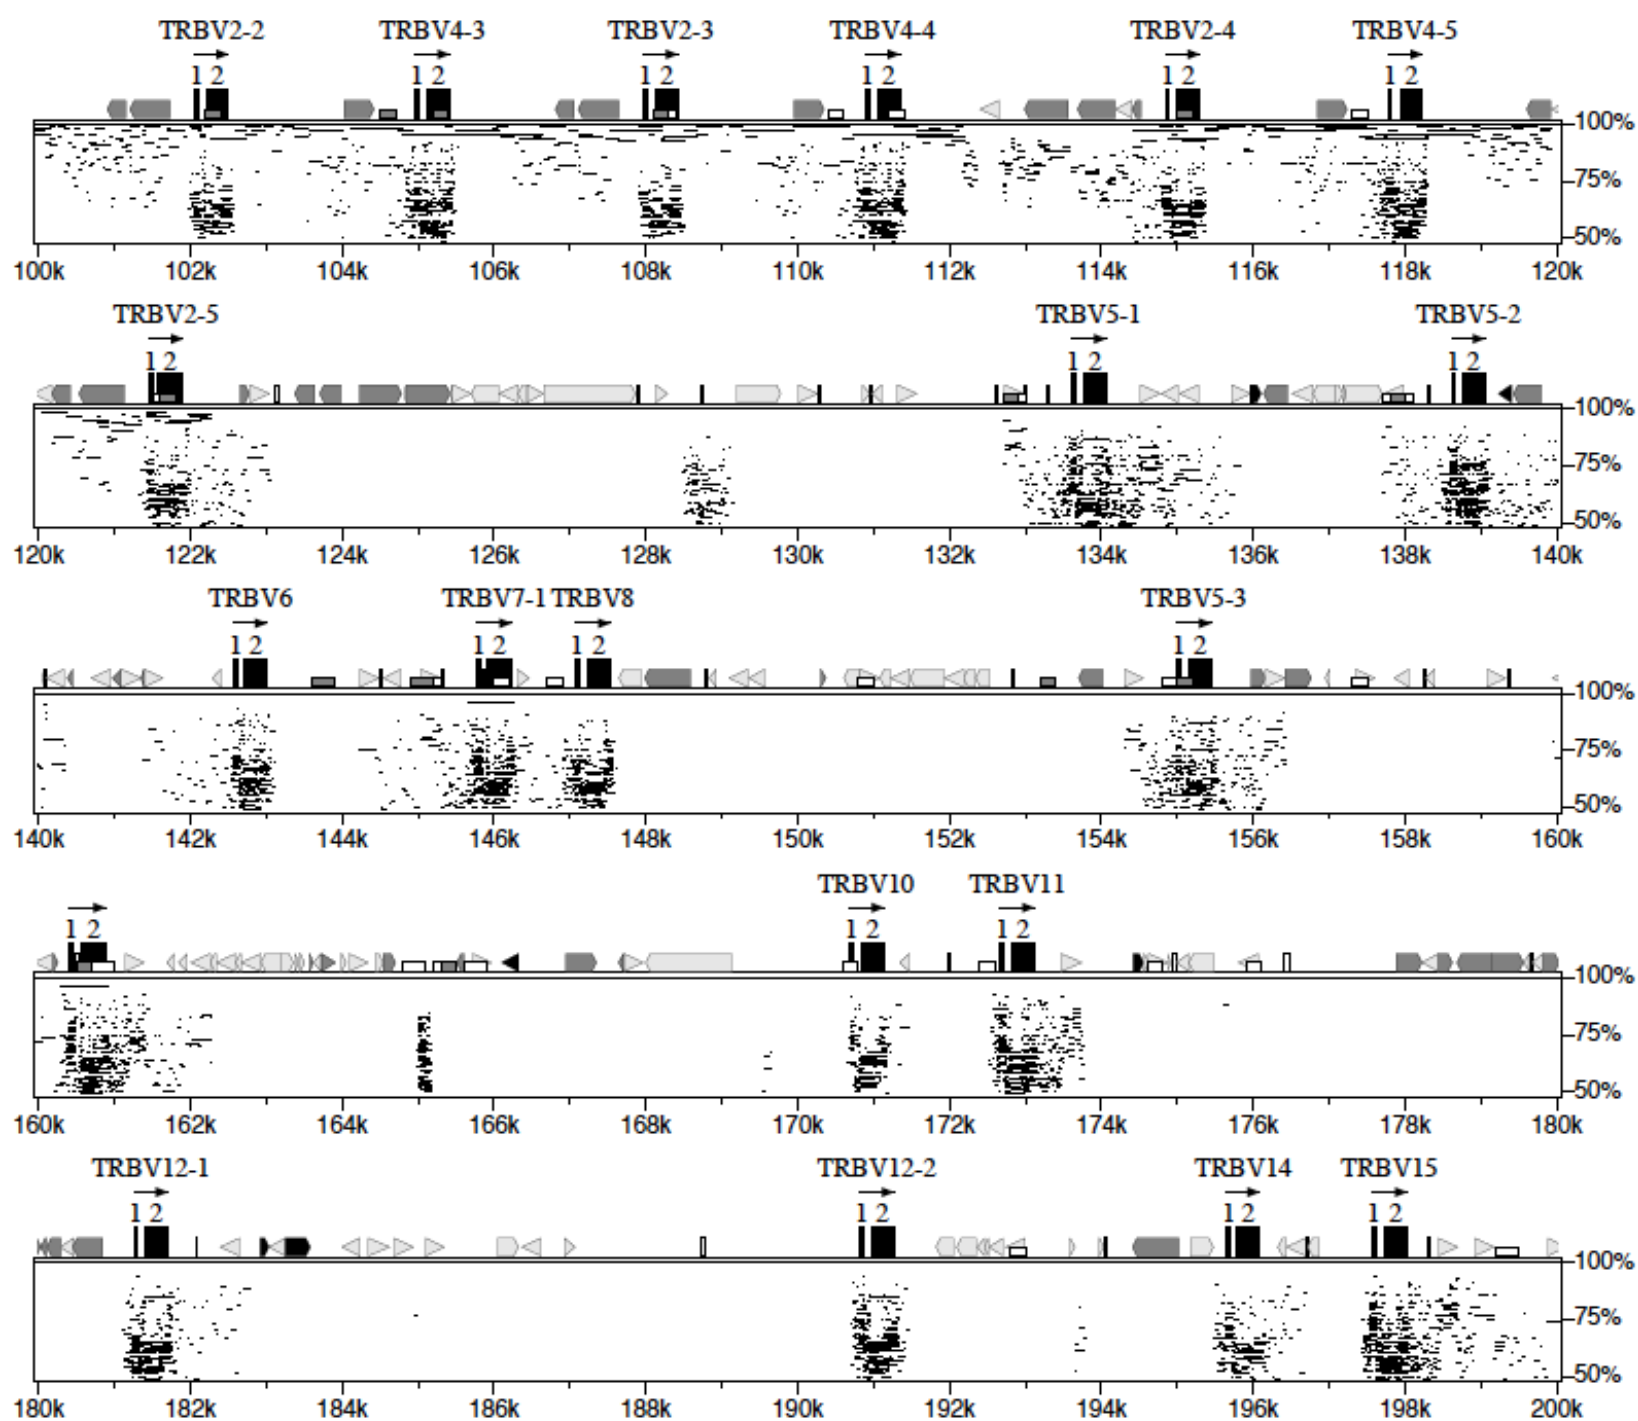 TRBV2-2 TRBV4-3 TRBV2-3 TRBV4-4 TRBV2-4 TRBV4-5
1 2 1 2 1 2 1 2 1 2 1 2
100%
75%
50%
100k 102k 104k 106k 108k 110k 112k 114k 116k 118k 120k
TRBV2-5 TRBV5-1 TRBV5-2
1 2 1 2 1 2
100%
75%
50%
120k 122k 124k 126k 128k 130k 132k 134k 136k 138k 140k
TRBV6 TRBV7-1 TRBV8 TRBV5-3
1 2 1 2 1 2 1 2
100%
75%
50%
140k 142k 144k 146k 148k 150k 152k 154k 156k 158k 160k
TRBV10 TRBV11
1 2 1 2 1 2
100%
75%
50%
160k 162k 164k 166k 168k 170k 172k 174k 176k 178k 180k
TRBV12-1 TRBV12-2 TRBV14 TRBV15
1 2 1 2 1 2 1 2
100%
75%
50%
180k 182k 184k 186k 188k 190k 192k 194k 196k 198k 200k